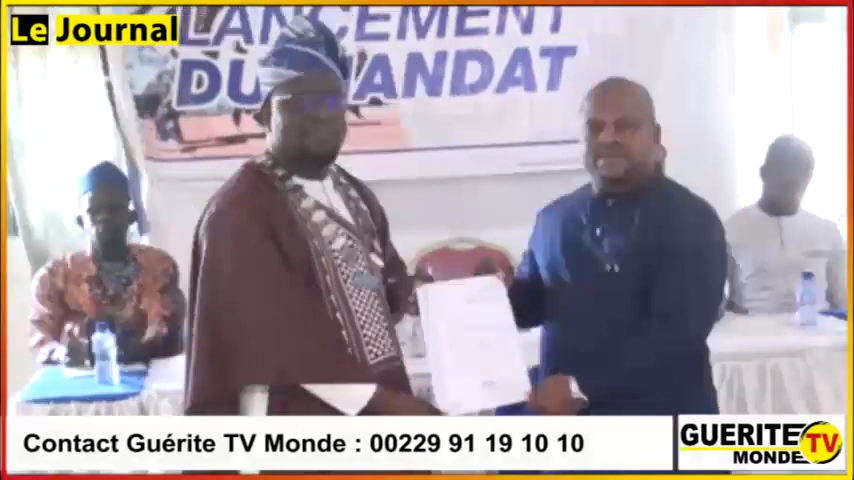 Le Journal
LANCEMENT
DU MANDAT
Contact Guérite TV Monde : 00229 91 19 10 10
GUERITE TV
MONDE